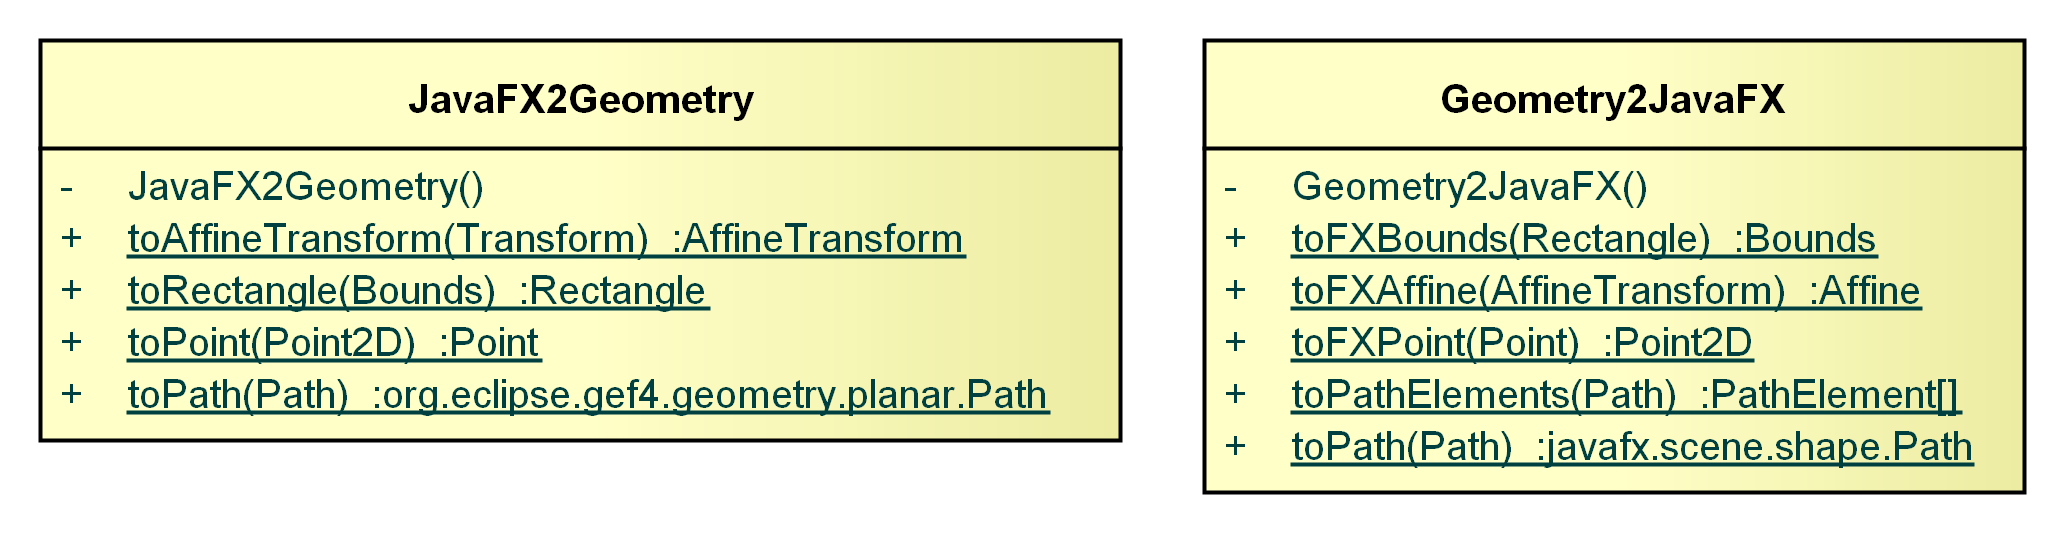 JavaFX2Geometry
- JavaFX2Geometry()
+ toAffineTransform(Transform) :AffineTransform
+ toRectangle(Bounds) :Rectangle
+ toPoint(Point2D) :Point
+ toPath(Path) :org.eclipse.gef4.geometry.planar.Path
Geometry2JavaFX
- Geometry2JavaFX()
+ toFXBounds(Rectangle) :Bounds
+ toFXAffine(AffineTransform) :Affine
+ toFXPoint(Point) :Point2D
+ toPathElements(Path) :PathElement[]
+ toPath(Path) :javafx.scene.shape.Path